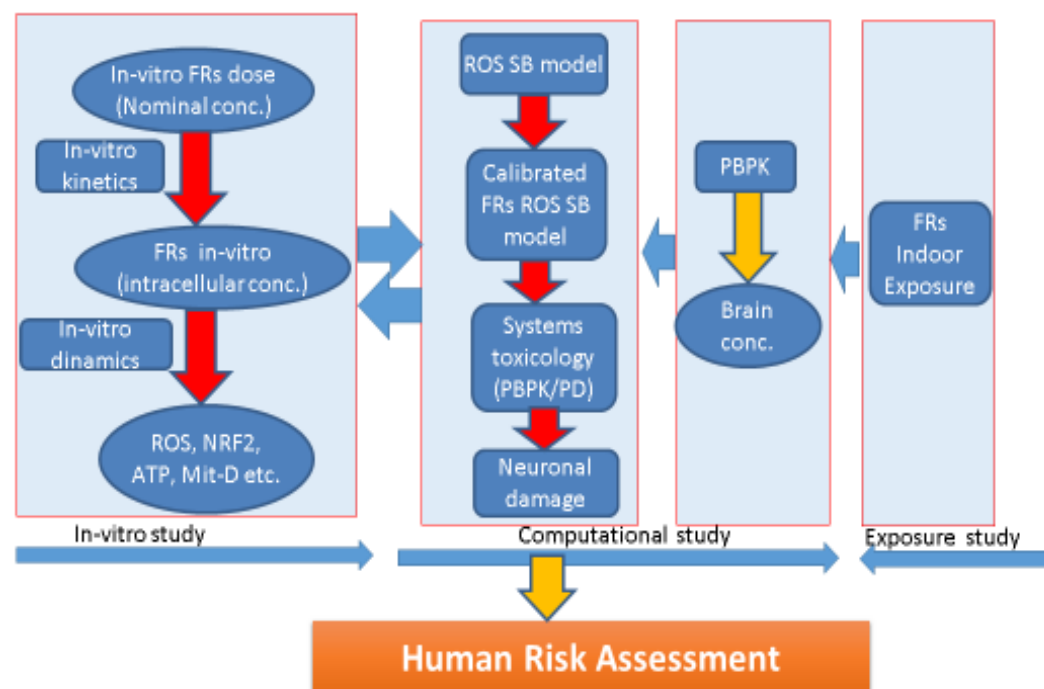 In-vitro FRs dose
(Nominal conc.)
In-vitro
kinetics
FRs in-vitro
(intracellular conc.)
In-vitro
dinamics
ROS, NRF2,
ATP, Mit-D etc.
In-vitro study
ROS SB model
Calibrated
FRs ROS SB
model
Systems
toxicology
(PBPK/PD)
Neuronal
damage
PBPK
Brain
conc.
Computational study
FRs
Indoor
Exposure
Exposure study
Human Risk Assessment